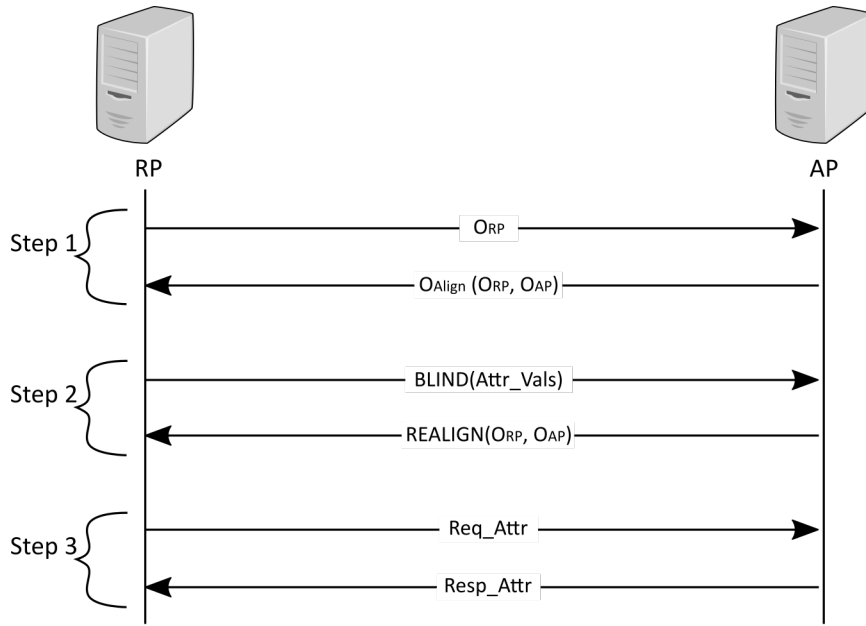 RP
AP
Step 1
ORP
OAlign (ORP, OAP)
Step 2
BLIND(Attr_Vals)
REALIGN(ORP, OAP)
Step 3
Req_Attr
Resp_Attr